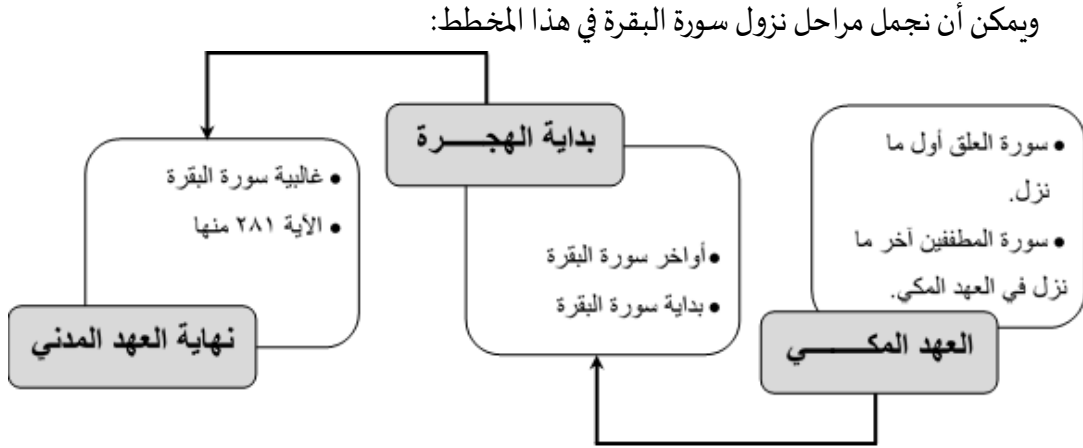 ويمكن أن نجمل مراحل نزول سورة البقرة في هذا المخطط:
• سورة العلق أول ما
نزل.
• سورة المطففين آخر ما
نزل في العهد المكي.
العهد المكـــــــي
بداية الهجـــــرة
• أواخر سورة البقرة
• بداية سورة البقرة
• غالبية سورة البقرة
• الآية ٢٨١ منها
نهاية العهد المدني